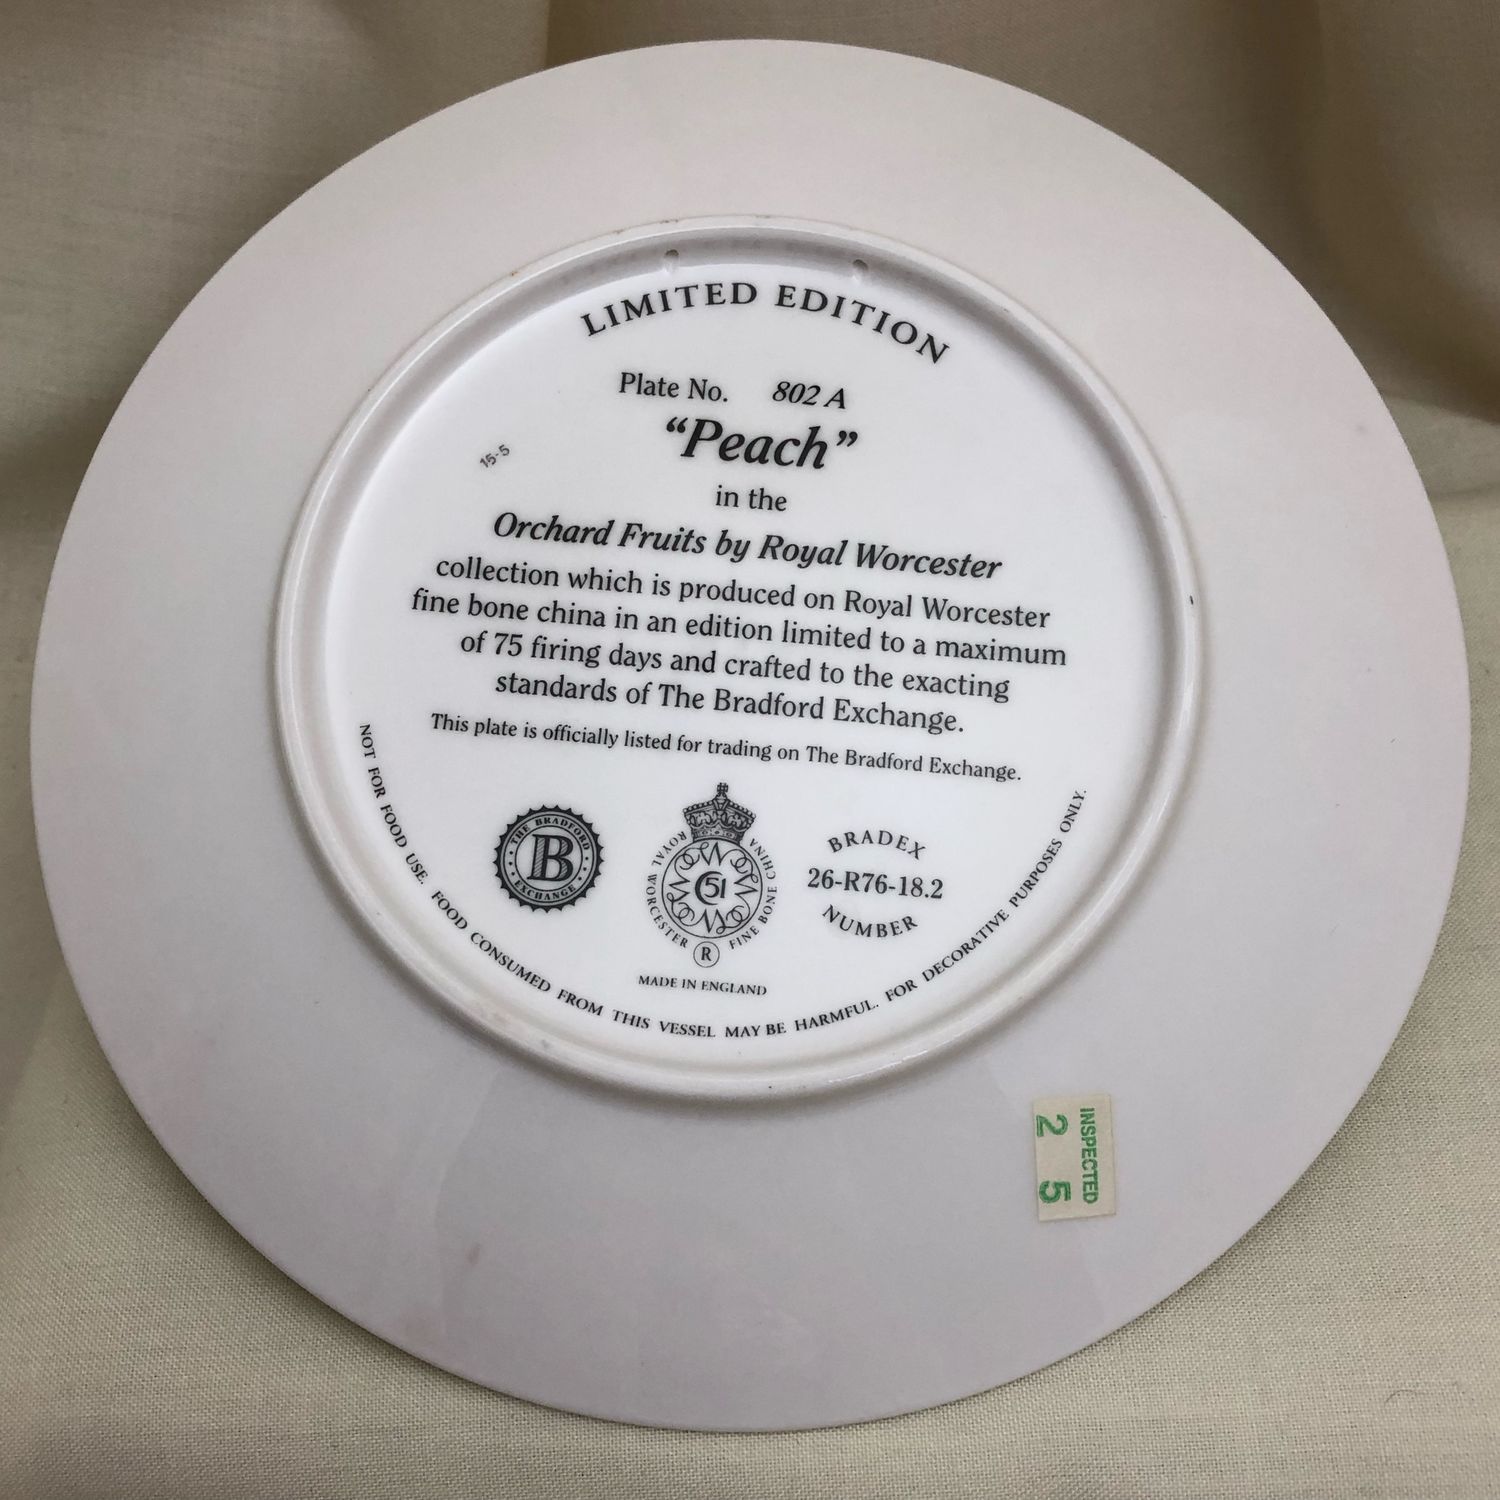 LIMITED EDITION
Plate No. 802 A
“Peach”
15-5
in the
Orchard Fruits by Royal Worcester
collection which is produced on Royal Worcester
fine bone china in an edition limited to a maximum
of 75 firing days and crafted to the exacting
standards of The Bradford Exchange.
This plate is officially listed for trading on The Bradford Exchange.
THE BRADFORD
B
EXCHANGE
ROYAL WORCESTER
FINE BONE CHINA
51
R
BRADEX
26-R76-18.2
NUMBER
MADE IN ENGLAND
NOT FOR FOOD USE. FOOD CONSUMED FROM THIS VESSEL MAY BE HARMFUL. FOR DECORATIVE PURPOSES ONLY.
INSPECTED
2 5